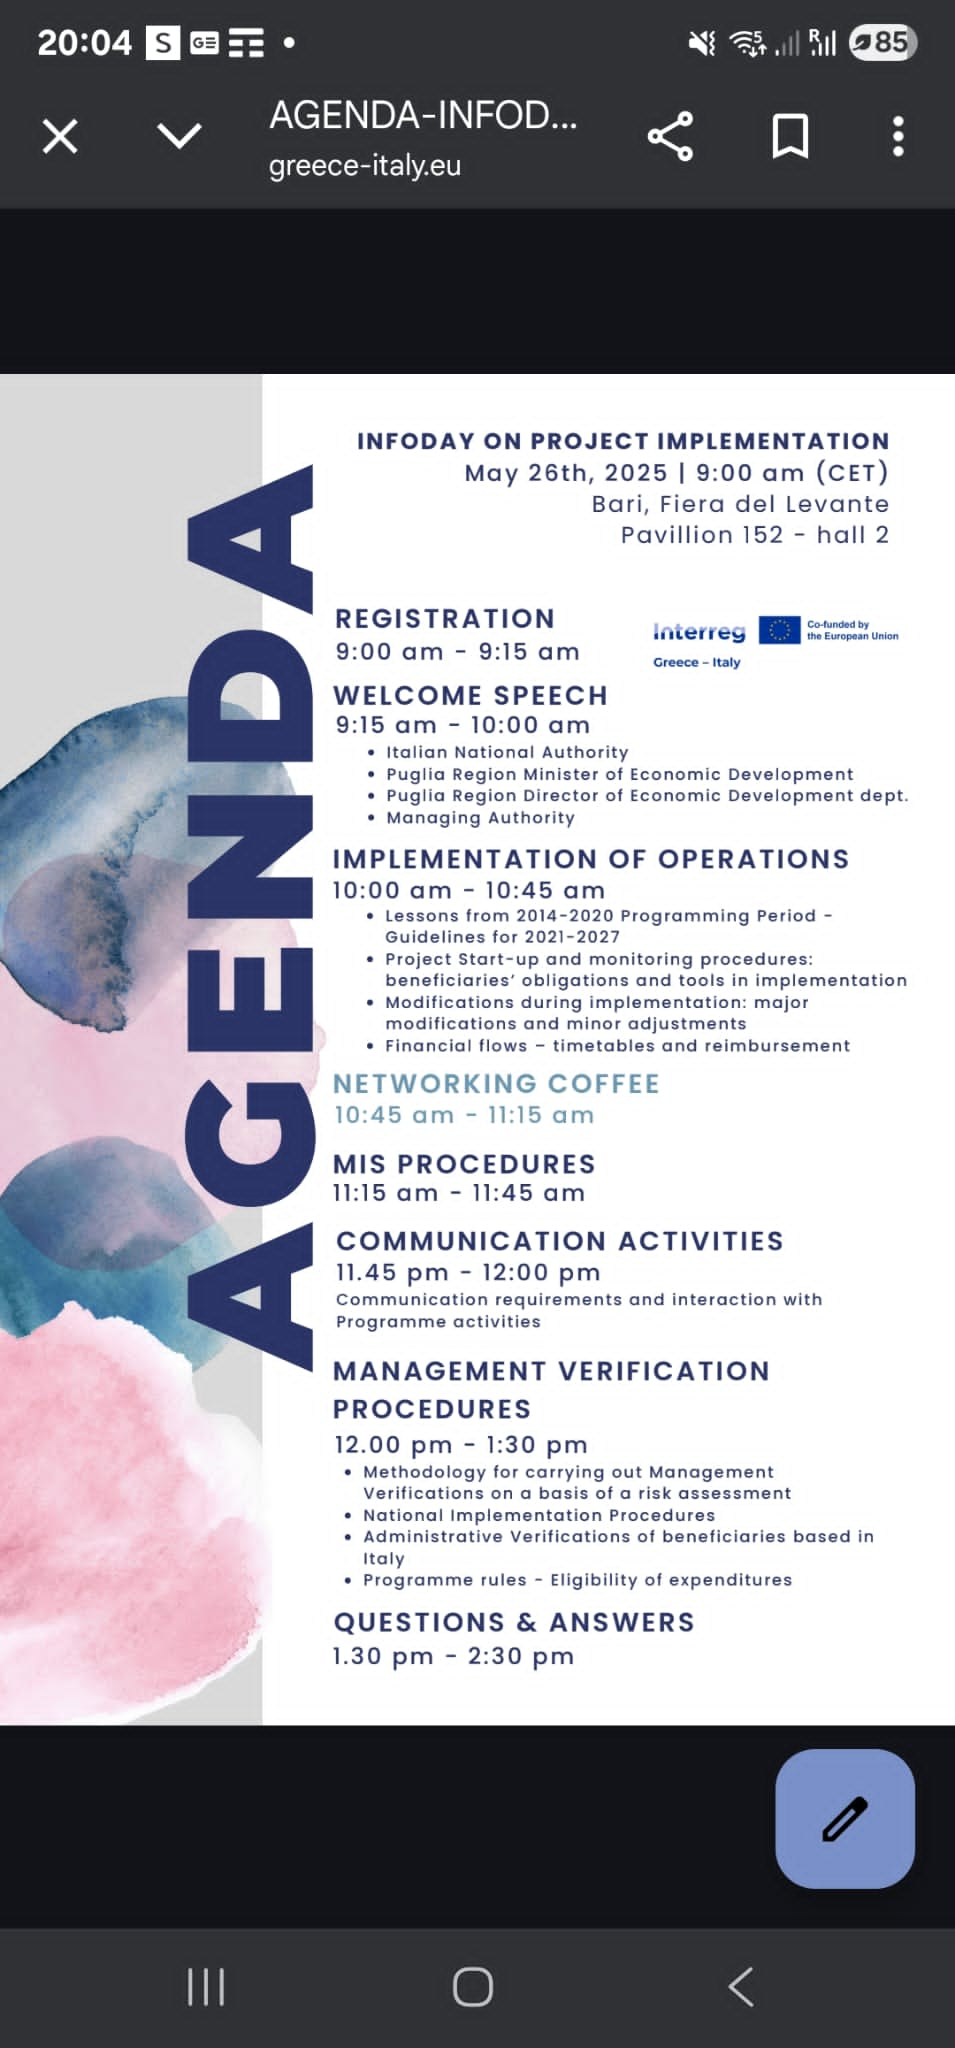 20:04 S GE
5 R 85
AGENDA-INFOD...
greece-italy.eu
AGENDA
INFODAY ON PROJECT IMPLEMENTATION
May 26th, 2025 | 9:00 am (CET)
Bari, Fiera del Levante
Pavillion 152 - hall 2
REGISTRATION
9:00 am - 9:15 am
Interreg
Co-funded by
the European Union
Greece – Italy
WELCOME SPEECH
9:15 am - 10:00 am
• Italian National Authority
• Puglia Region Minister of Economic Development
• Puglia Region Director of Economic Development dept.
• Managing Authority
IMPLEMENTATION OF OPERATIONS
10:00 am - 10:45 am
• Lessons from 2014-2020 Programming Period -
Guidelines for 2021-2027
• Project Start-up and monitoring procedures:
beneficiaries’ obligations and tools in implementation
• Modifications during implementation: major
modifications and minor adjustments
• Financial flows – timetables and reimbursement
NETWORKING COFFEE
10:45 am - 11:15 am
MIS PROCEDURES
11:15 am - 11:45 am
COMMUNICATION ACTIVITIES
11.45 pm - 12:00 pm
Communication requirements and interaction with
Programme activities
MANAGEMENT VERIFICATION
PROCEDURES
12.00 pm - 1:30 pm
• Methodology for carrying out Management
Verifications on a basis of a risk assessment
• National Implementation Procedures
• Administrative Verifications of beneficiaries based in
Italy
• Programme rules - Eligibility of expenditures
QUESTIONS & ANSWERS
1.30 pm - 2:30 pm